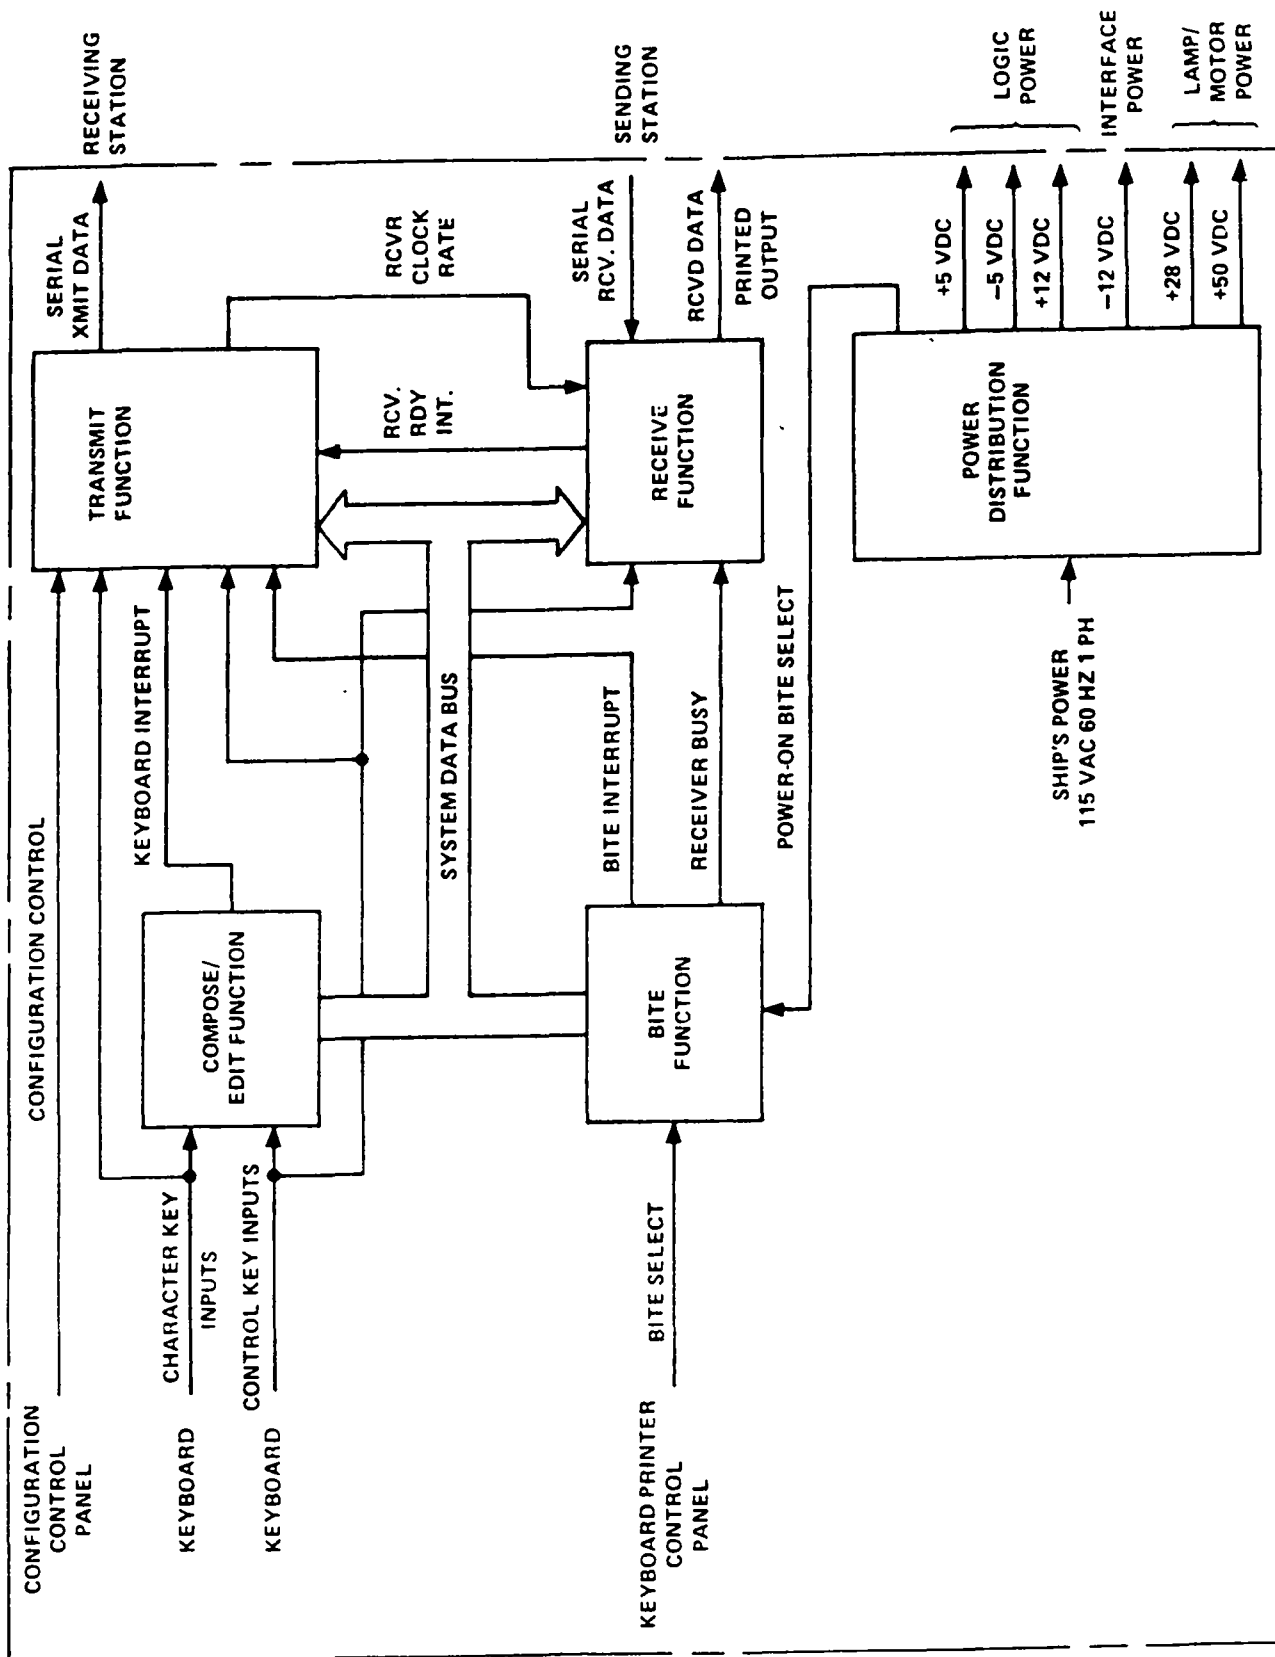 CONFIGURATION
CONTROL
PANEL
CONFIGURATION CONTROL
KEYBOARD
CHARACTER KEY
INPUTS
KEYBOARD
CONTROL KEY INPUTS
COMPOSE/
EDIT FUNCTION
KEYBOARD INTERRUPT
TRANSMIT
FUNCTION
SERIAL
XMIT DATA
RECEIVING
STATION
RCVR
CLOCK
RATE
RCV.
RDY
INT.
SYSTEM DATA BUS
KEYBOARD PRINTER
CONTROL
PANEL
BITE SELECT
BITE
FUNCTION
BITE INTERRUPT
RECEIVER BUSY
RECEIVE
FUNCTION
SERIAL
RCV. DATA
SENDING
STATION
RCVD DATA
PRINTED
OUTPUT
POWER-ON BITE SELECT
SHIP'S POWER
115 VAC 60 HZ 1 PH
POWER
DISTRIBUTION
FUNCTION
+5 VDC
−5 VDC
+12 VDC
LOGIC
POWER
−12 VDC
INTERFACE
POWER
+28 VDC
+50 VDC
LAMP/
MOTOR
POWER